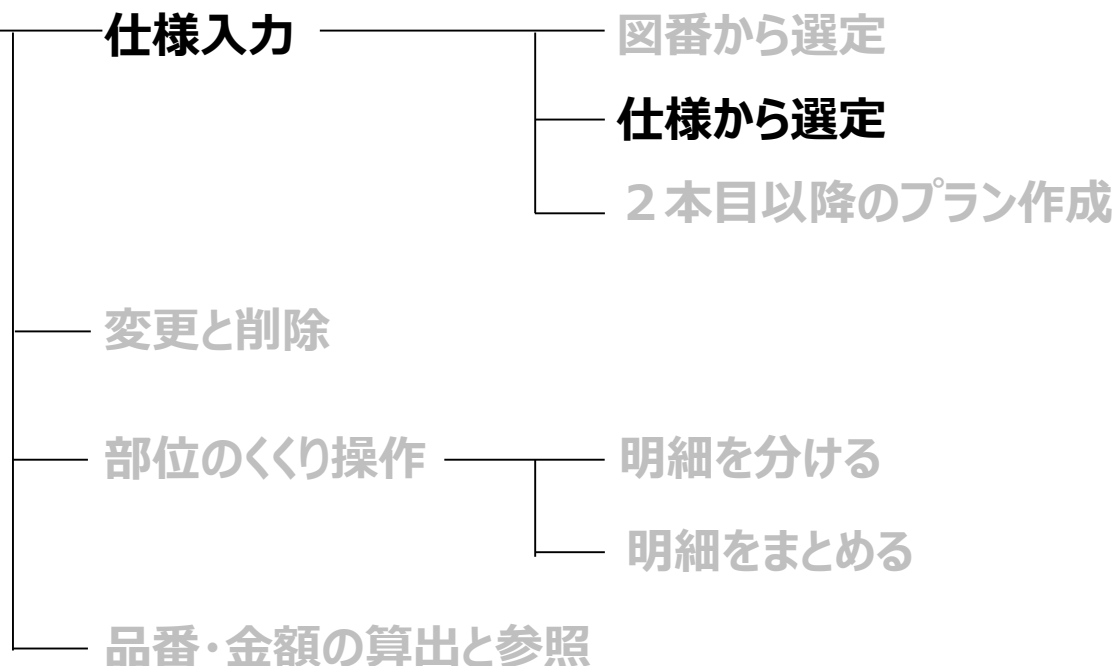 仕様入力
図番から選定
仕様から選定
２本目以降のプラン作成
変更と削除
部位のくくり操作
明細を分ける
明細をまとめる
品番・金額の算出と参照